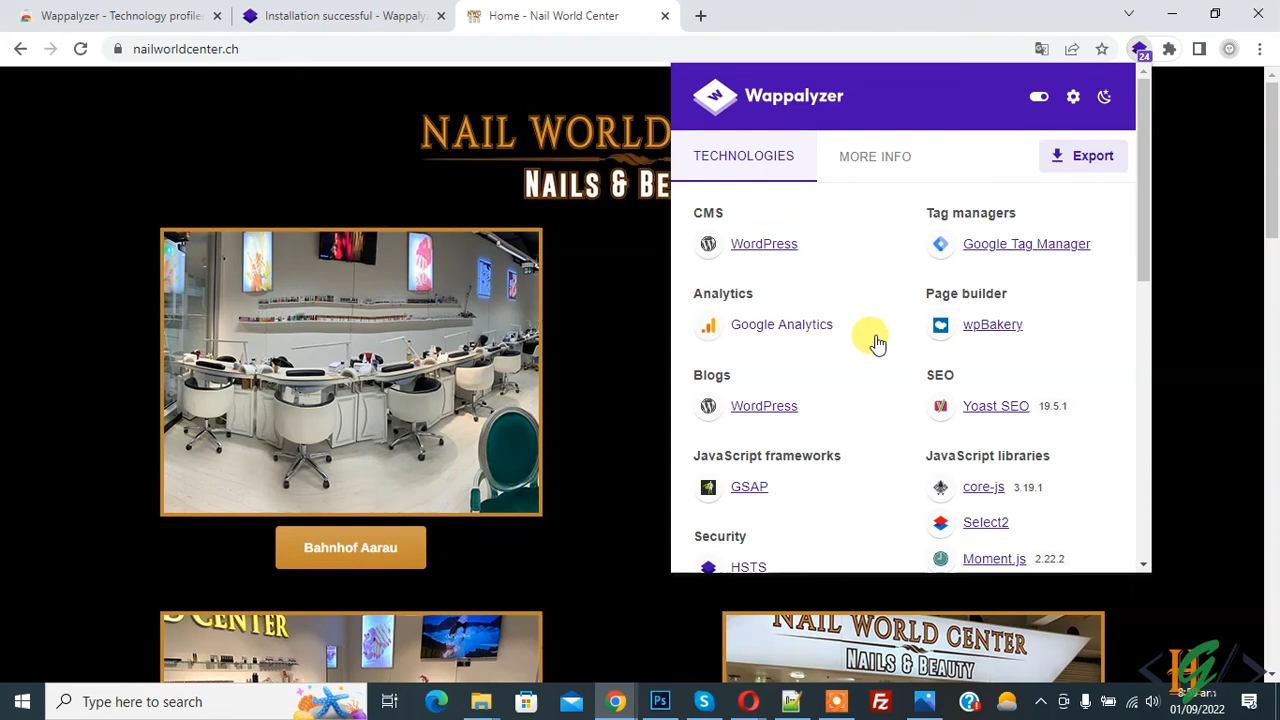 Wappalyzer - Technology profile
Installation successful - Wappaly
Home - Nail World Center
nailworldcenter.ch
24
NAIL WORLD
NAILS & BE
Wappalyzer
TECHNOLOGIES
MORE INFO
Export
CMS
WordPress
Tag managers
Google Tag Manager
Analytics
Google Analytics
Page builder
wpBakery
Blogs
WordPress
SEO
Yoast SEO 19.5.1
JavaScript frameworks
GSAP
JavaScript libraries
core-js 3.19.1
Select2
Moment.js 2.22.2
Security
HSTS
Bahnhof Aarau
D CENTER
NAIL WORLD CENTER
NAILS & BEAUTY
Type here to search
01/09/2022